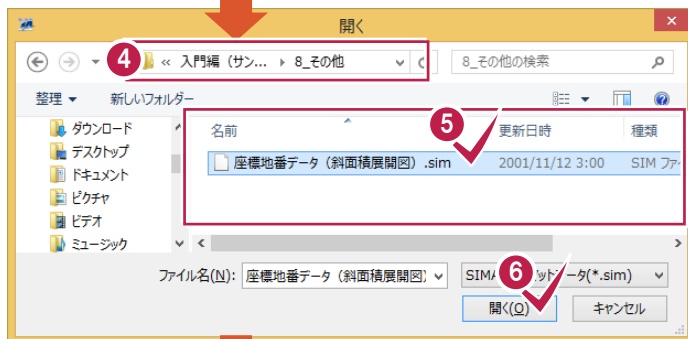 開く
4 « 入門編（サン... ▸ 8_その他
8_その他の検索
整理 新しいフォルダー
ダウンロード
デスクトップ
ドキュメント
ピクチャ
ビデオ
ミュージック
名前 5 更新日時 種類
座標地番データ（斜面積展開図）.sim 2001/11/12 3:00 SIM ファ
ファイル名(N): 座標地番データ（斜面積展開図） SIMA 6 ータ(*.sim)
開く(O) キャンセル